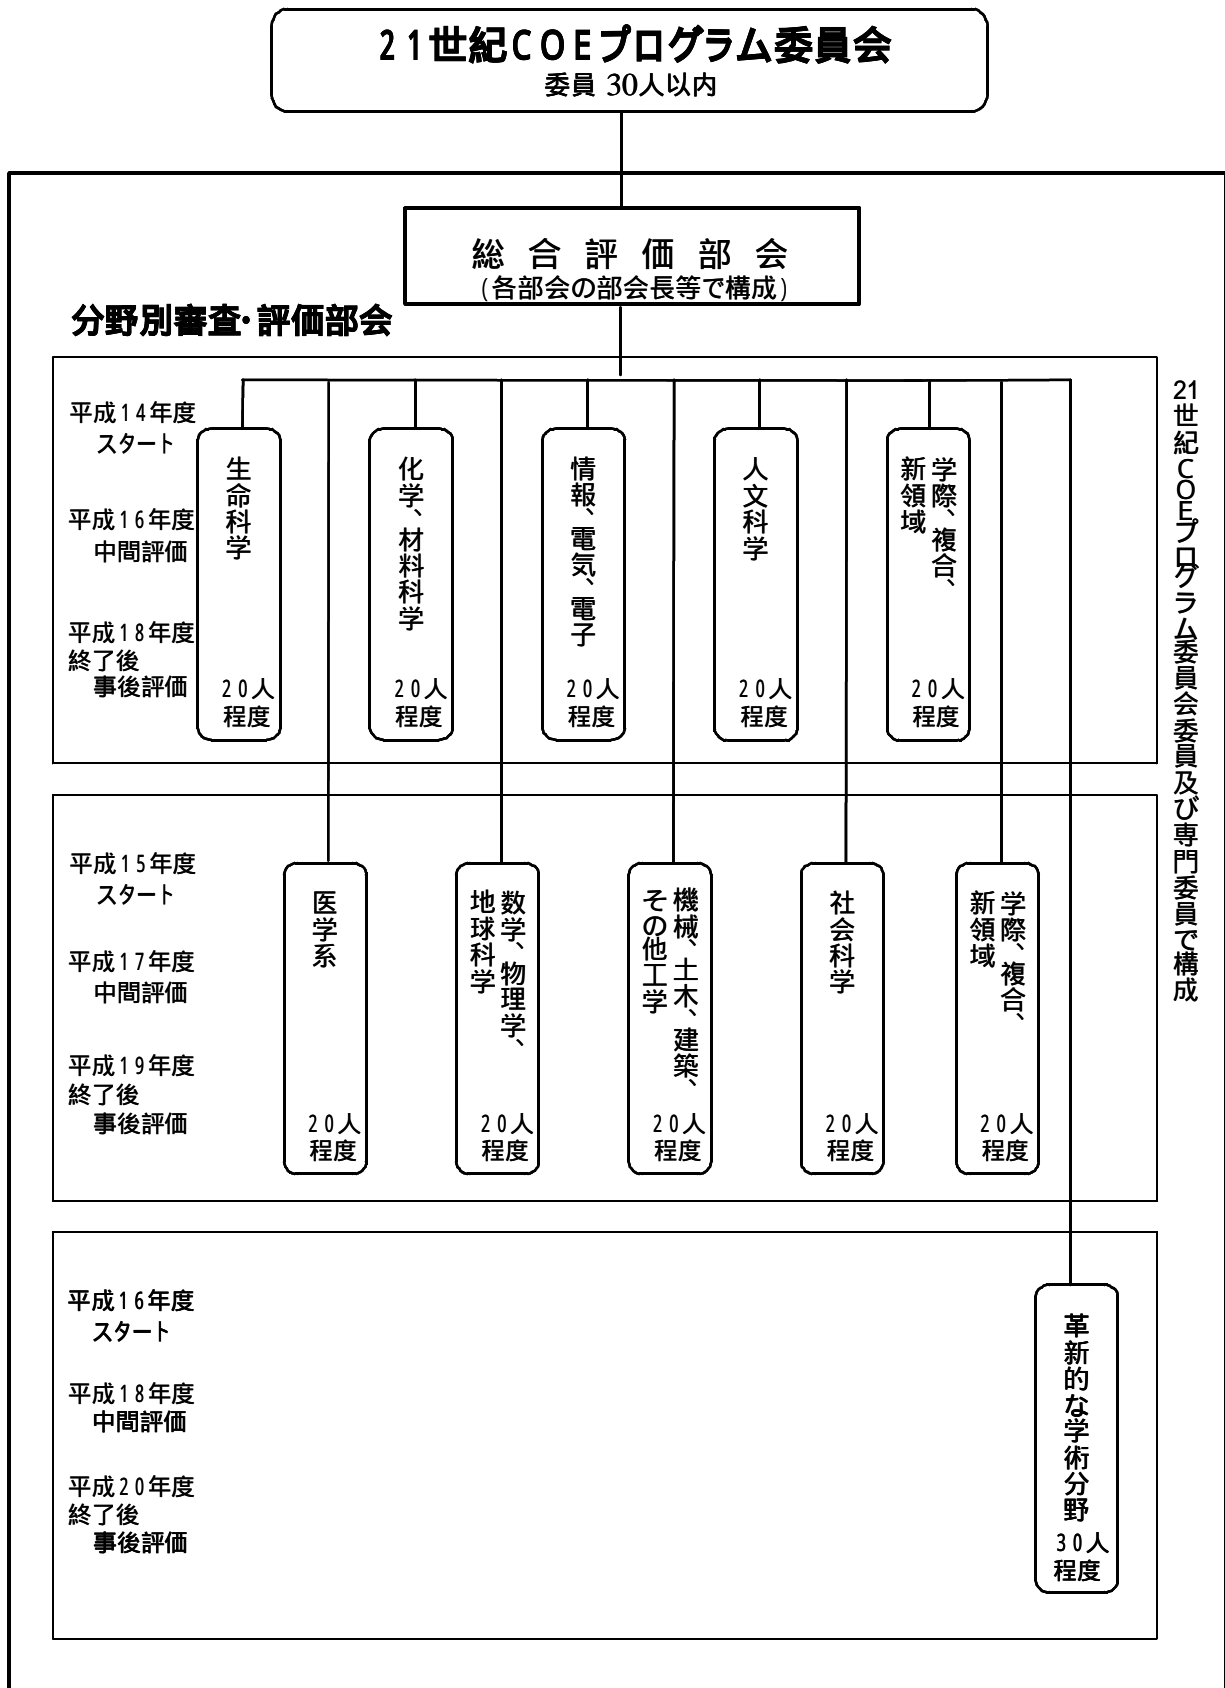 21世紀COEプログラム委員会
委員 30人以内
総合評価部会
(各部会の部会長等で構成)
分野別審査・評価部会
平成14年度
スタート
平成16年度
中間評価
平成18年度
終了後
事後評価
生命科学
20人
程度
化学、材料科学
20人
程度
情報、電気、電子
20人
程度
人文科学
20人
程度
学際、複合、
新領域
20人
程度
平成15年度
スタート
平成17年度
中間評価
平成19年度
終了後
事後評価
医学系
20人
程度
数学、物理学、
地球科学
20人
程度
機械、土木、建築、
その他工学
20人
程度
社会科学
20人
程度
学際、複合、
新領域
20人
程度
平成16年度
スタート
平成18年度
中間評価
平成20年度
終了後
事後評価
革新的な学術分野
30人
程度
21世紀COEプログラム委員会委員及び専門委員で構成